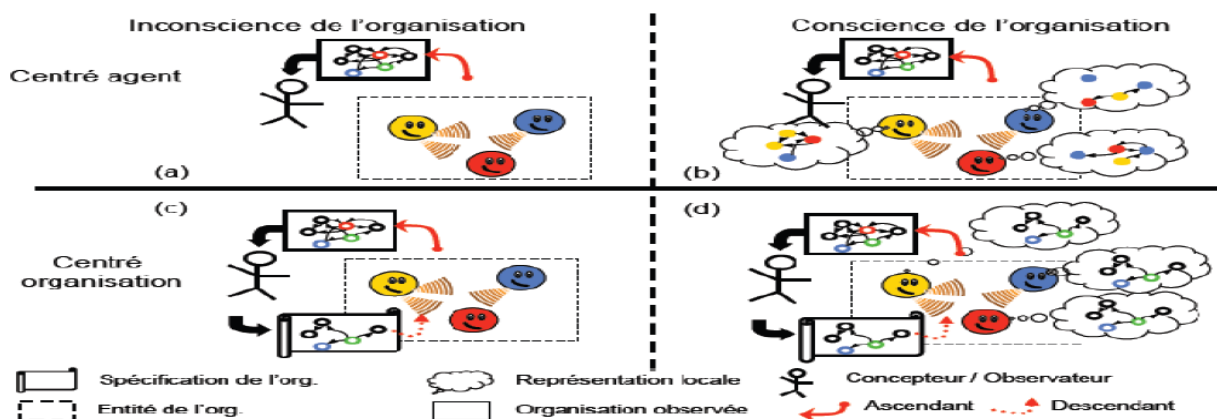 Inconscience de l'organisation
Conscience de l'organisation
Centré agent
(a)
(b)
(c)
(d)
Centré
organisation
Spécification de l'org.
Représentation locale
Concepteur / Observateur
Entité de l'org.
Organisation observée
Ascendant
Descendant